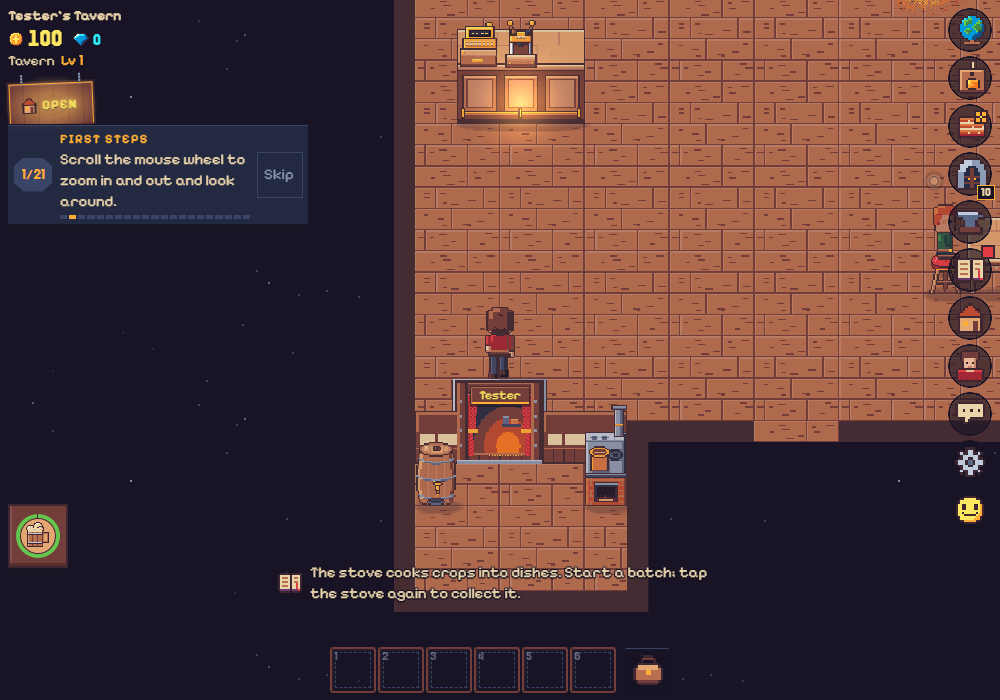 Tester's Tavern
100 0
Tavern Lv 1
OPEN
FIRST STEPS
1/21
Scroll the mouse wheel to
zoom in and out and look
around.
Skip
10
Tester
The stove cooks crops into dishes. Start a batch; tap
the stove again to collect it.
1 2 3 4 5 6